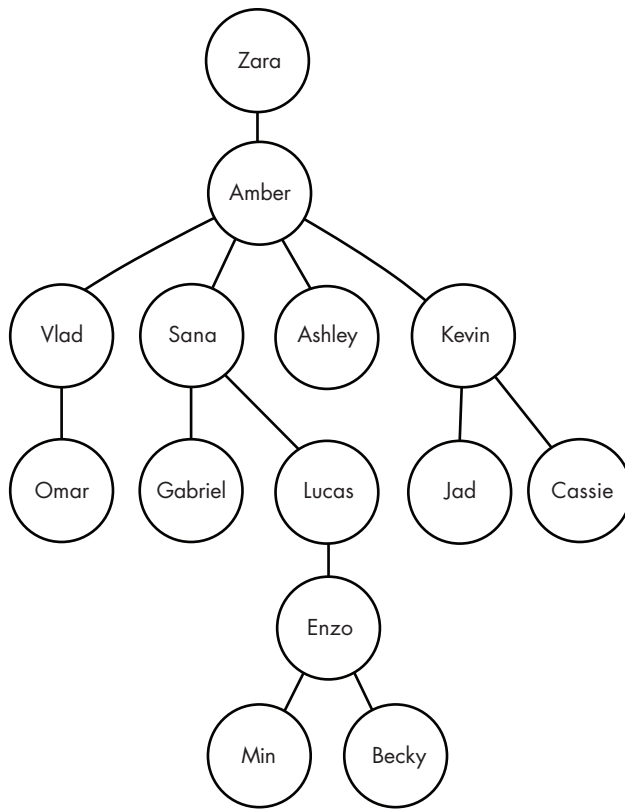 Zara
Amber
Vlad
Sana
Ashley
Kevin
Omar
Gabriel
Lucas
Jad
Cassie
Enzo
Min
Becky